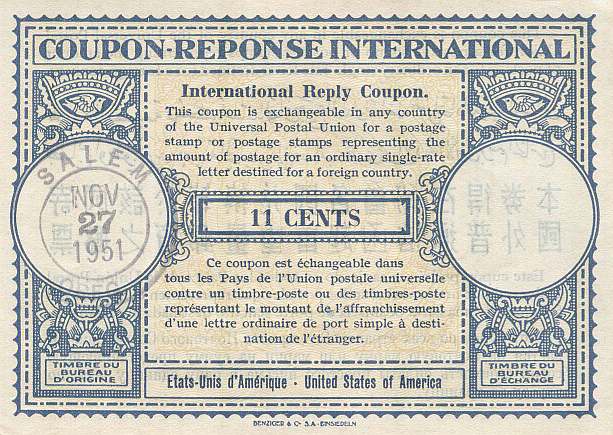 COUPON-REPONSE INTERNATIONAL
International Reply Coupon.
This coupon is exchangeable in any country
of the Universal Postal Union for a postage
stamp or postage stamps representing the
amount of postage for an ordinary single-rate
letter destined for a foreign country.
SALEM
NOV
27
1951
11 CENTS
Ce coupon est échangeable dans
tous les Pays de l'Union postale universelle
contre un timbre-poste ou des timbres-poste
représentant le montant de l'affranchissement
d'une lettre ordinaire de port simple à desti-
nation de l'étranger.
TIMBRE DU
BUREAU
D'ORIGINE
TIMBRE DU
BUREAU
D'ÉCHANGE
Etats-Unis d'Amérique · United States of America
BENZIGER & Co S.A.-EINSIEDELN